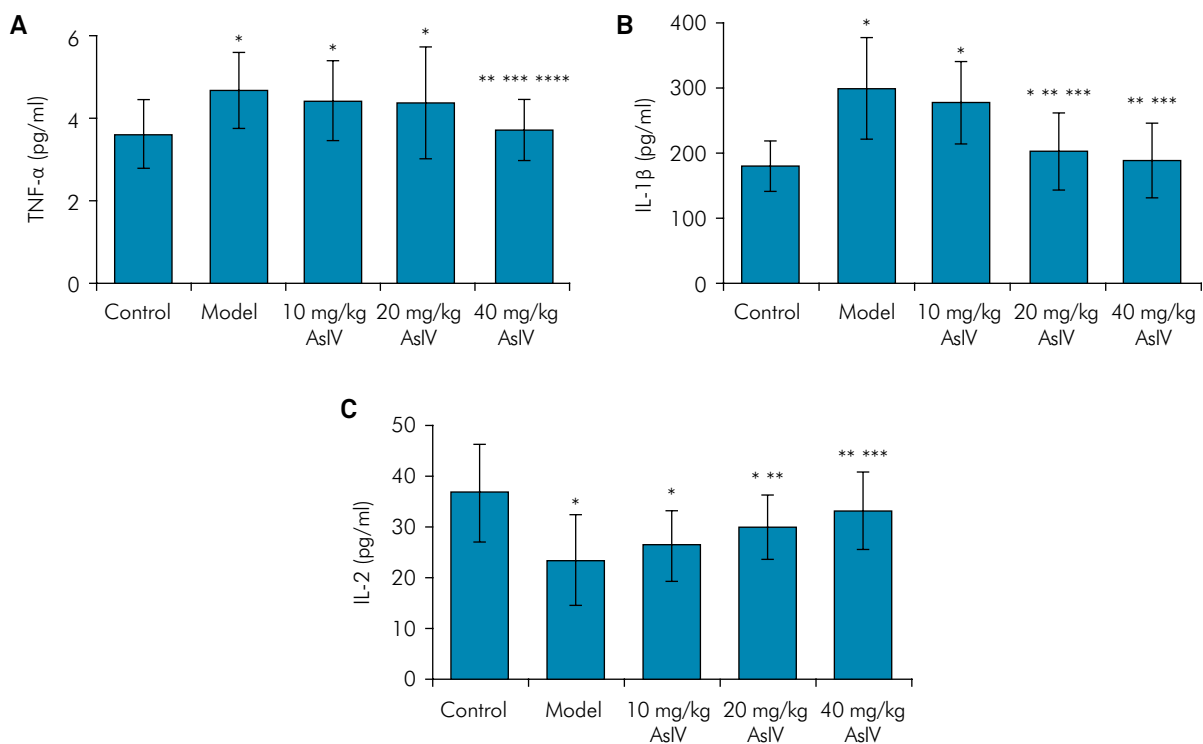 A
TNF-α (pg/ml)
6
4
2
0
* * * ** *** ****
Control Model 10 mg/kg AsIV 20 mg/kg AsIV 40 mg/kg AsIV
B
IL-1β (pg/ml)
400
300
200
100
0
* * * ** *** ** ***
Control Model 10 mg/kg AsIV 20 mg/kg AsIV 40 mg/kg AsIV
C
IL-2 (pg/ml)
50
40
30
20
10
0
* * * ** ** ***
Control Model 10 mg/kg AsIV 20 mg/kg AsIV 40 mg/kg AsIV